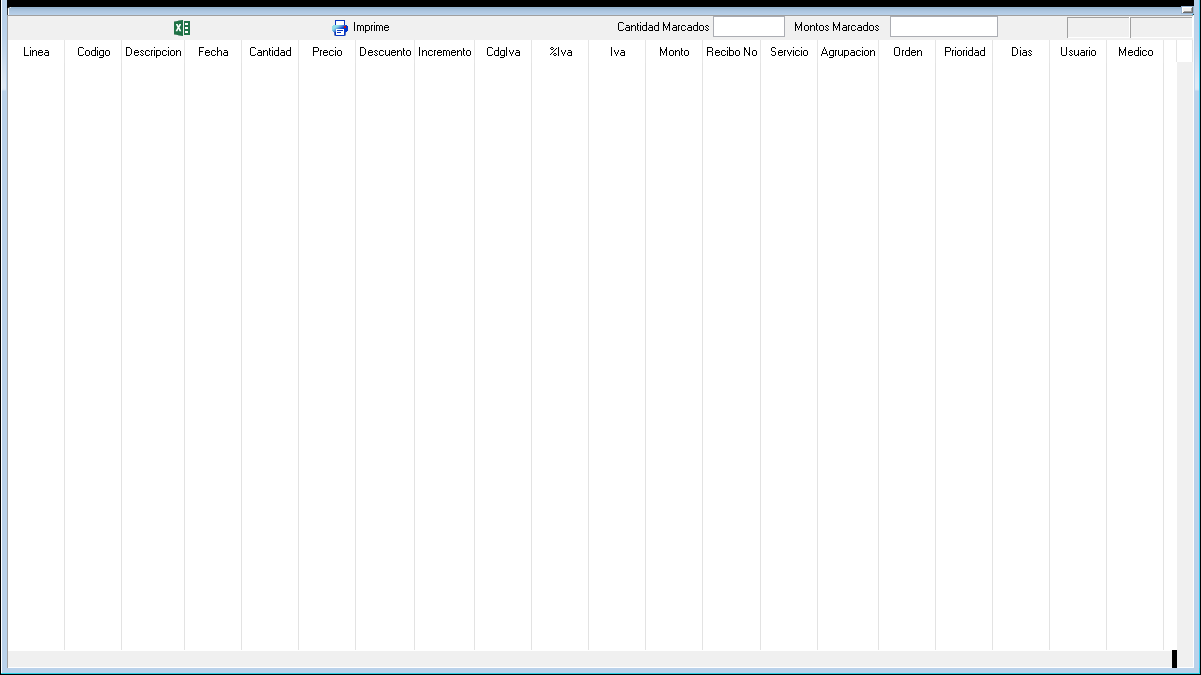 Imprime Cantidad Marcados Montos Marcados
Linea Codigo Descripcion Fecha Cantidad Precio Descuento Incremento CdgIva %Iva Iva Monto Recibo No Servicio Agrupacion Orden Prioridad Dias Usuario Medico